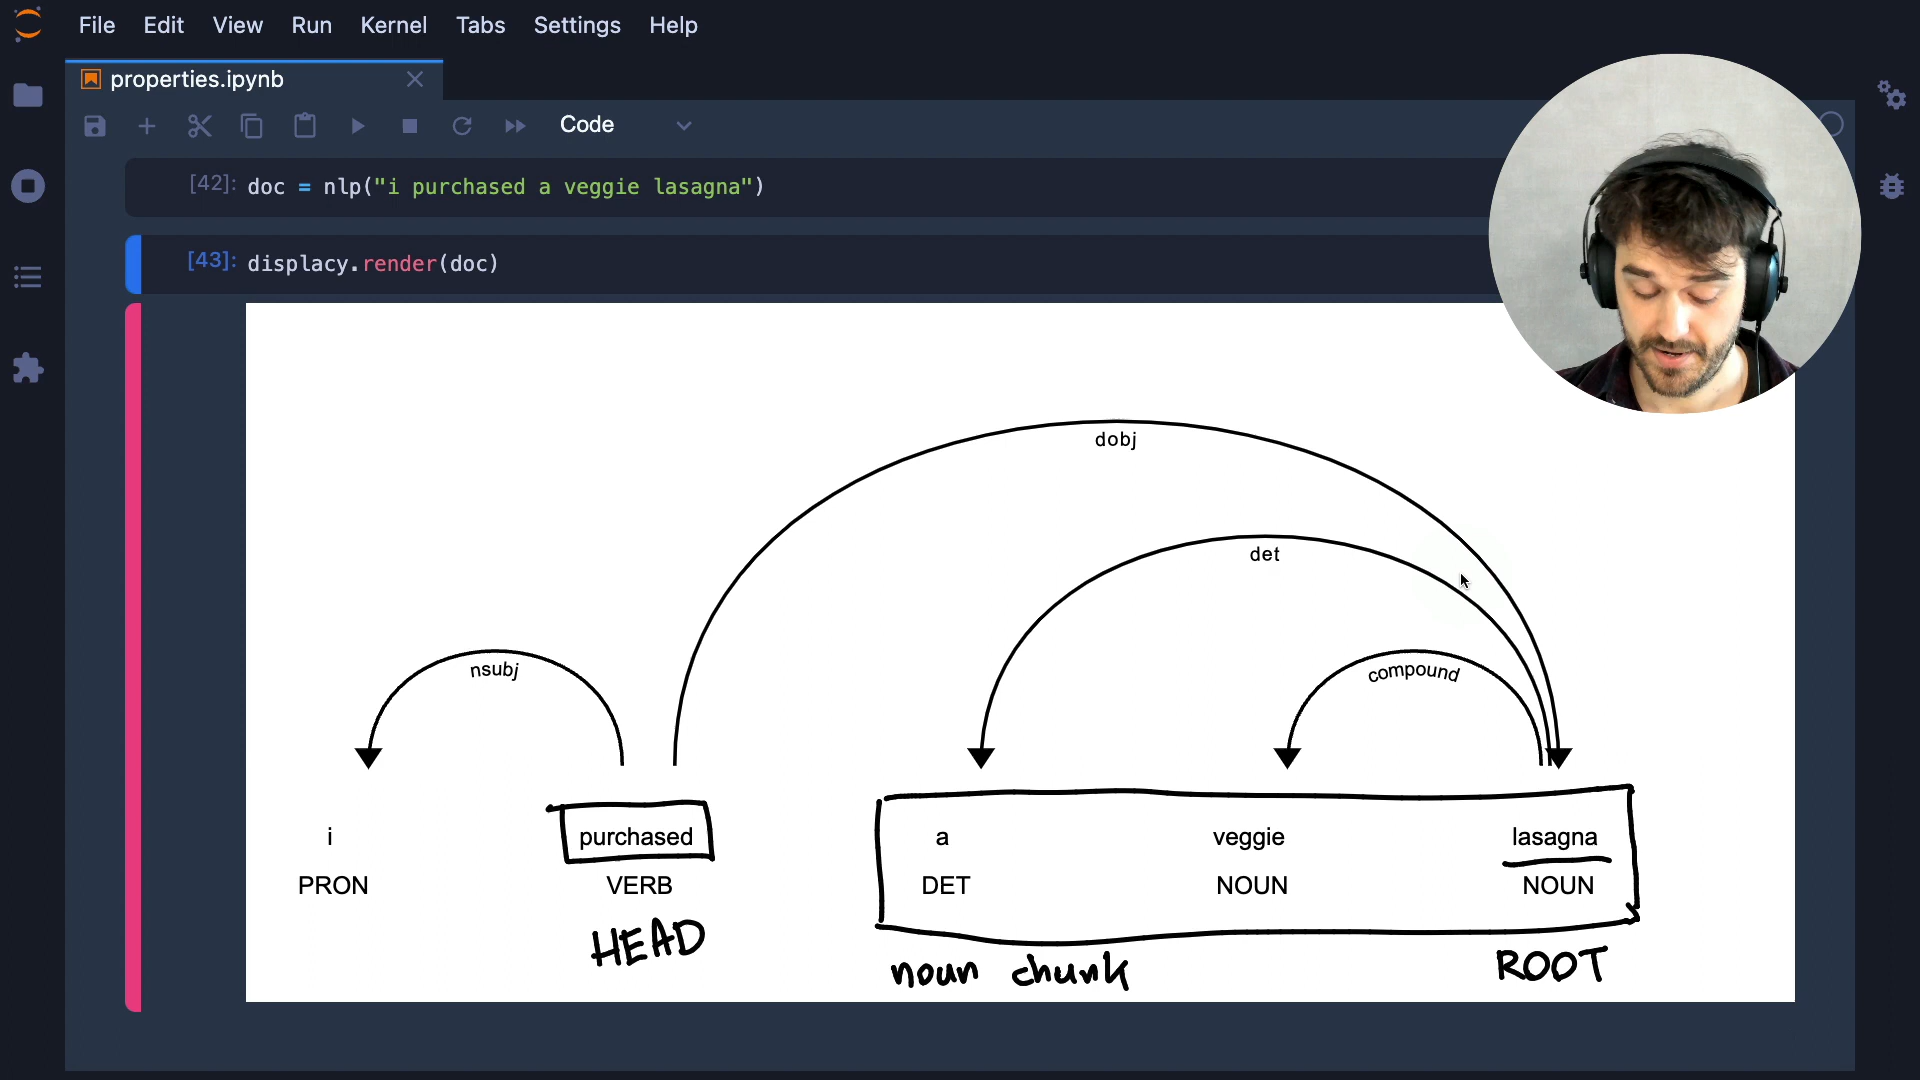 File Edit View Run Kernel Tabs Settings Help
properties.ipynb
Code
[42]: doc = nlp("i purchased a veggie lasagna")
[43]: displacy.render(doc)
dobj
det
nsubj
compound
i purchased a veggie lasagna
PRON VERB DET NOUN NOUN
HEAD
noun chunk
ROOT